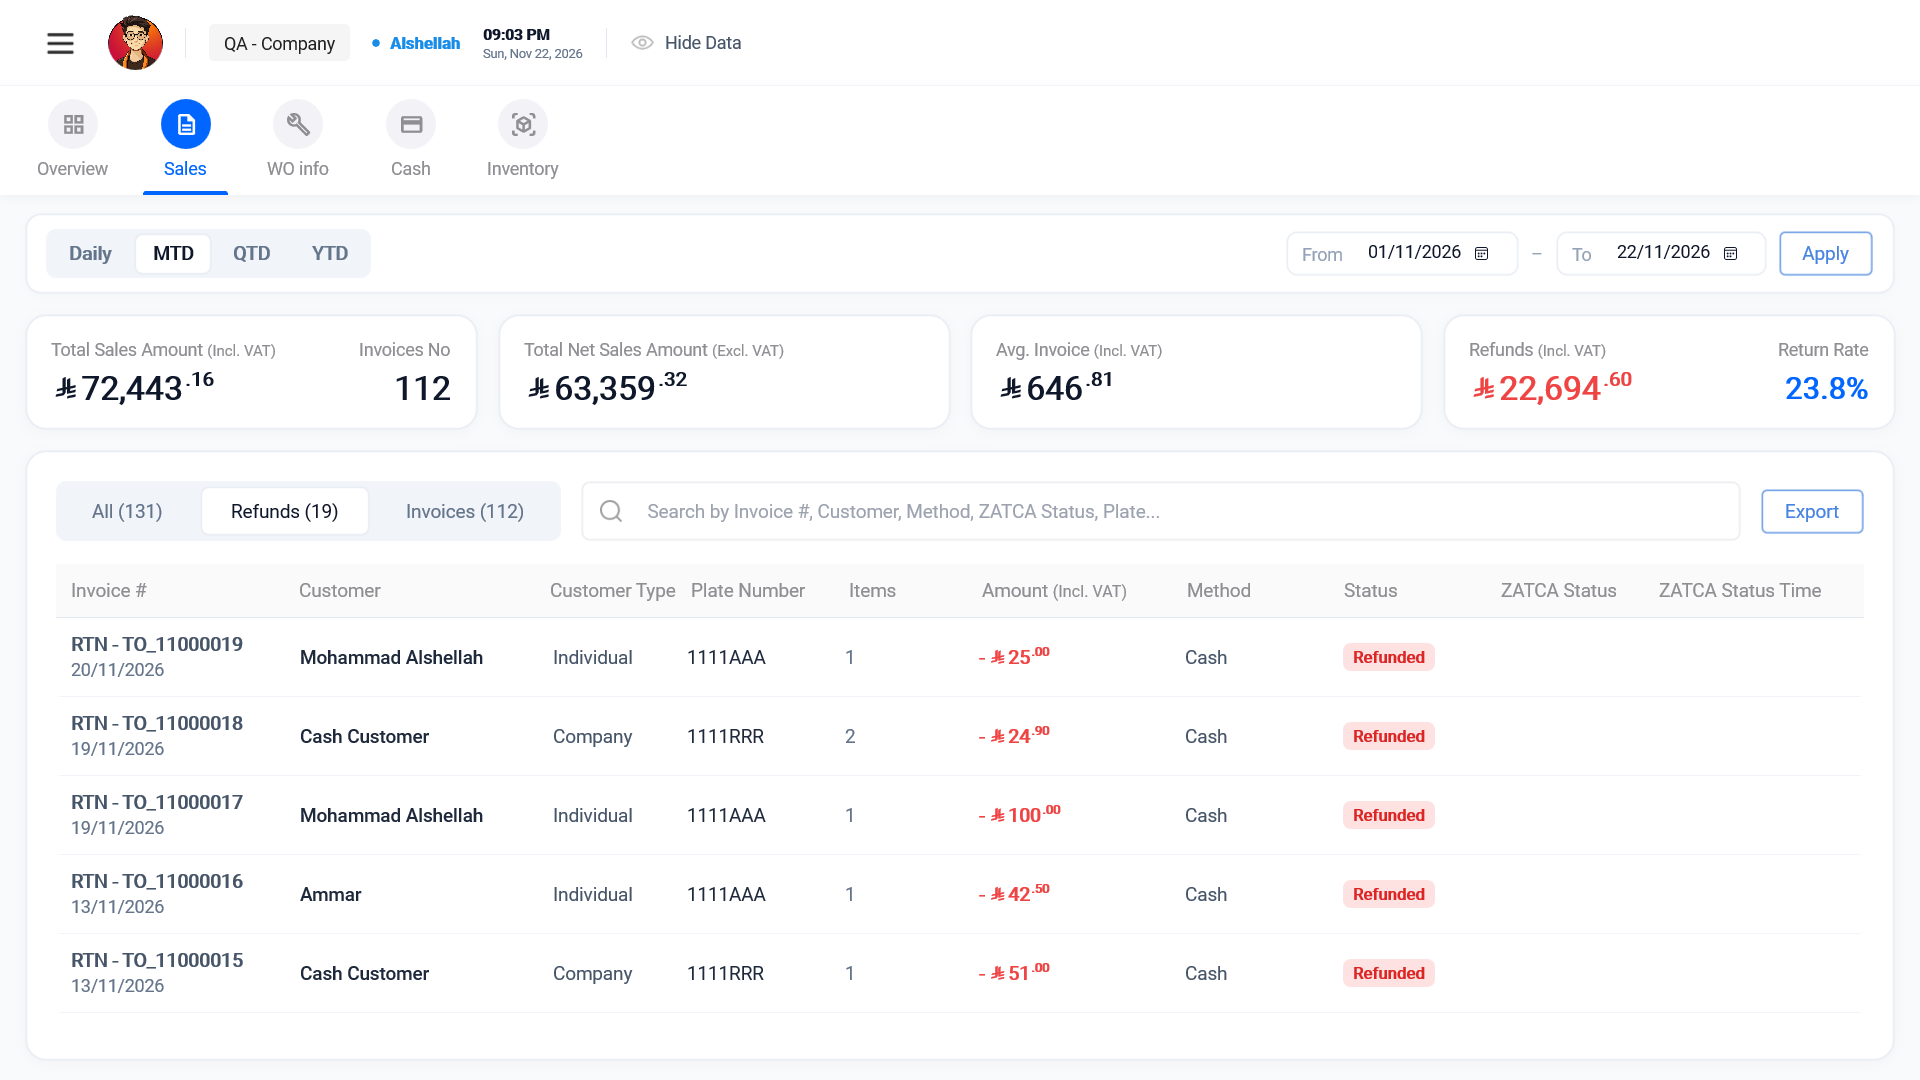 QA - Company
Alshellah
09:03 PM
Sun, Nov 22, 2026
Hide Data
Overview
Sales
WO info
Cash
Inventory
Daily MTD QTD YTD
From 01/11/2026 – To 22/11/2026 Apply
Total Sales Amount (Incl. VAT) Invoices No
72,443.16 112
Total Net Sales Amount (Excl. VAT)
63,359.32
Avg. Invoice (Incl. VAT)
646.81
Refunds (Incl. VAT) Return Rate
22,694.60 23.8%
All (131) Refunds (19) Invoices (112) Search by Invoice #, Customer, Method, ZATCA Status, Plate... Export
Invoice # Customer Customer Type Plate Number Items Amount (Incl. VAT) Method Status ZATCA Status ZATCA Status Time
RTN - TO_11000019
20/11/2026
Mohammad Alshellah Individual 1111AAA 1 - 25.00 Cash Refunded
RTN - TO_11000018
19/11/2026
Cash Customer Company 1111RRR 2 - 24.90 Cash Refunded
RTN - TO_11000017
19/11/2026
Mohammad Alshellah Individual 1111AAA 1 - 100.00 Cash Refunded
RTN - TO_11000016
13/11/2026
Ammar Individual 1111AAA 1 - 42.50 Cash Refunded
RTN - TO_11000015
13/11/2026
Cash Customer Company 1111RRR 1 - 51.00 Cash Refunded